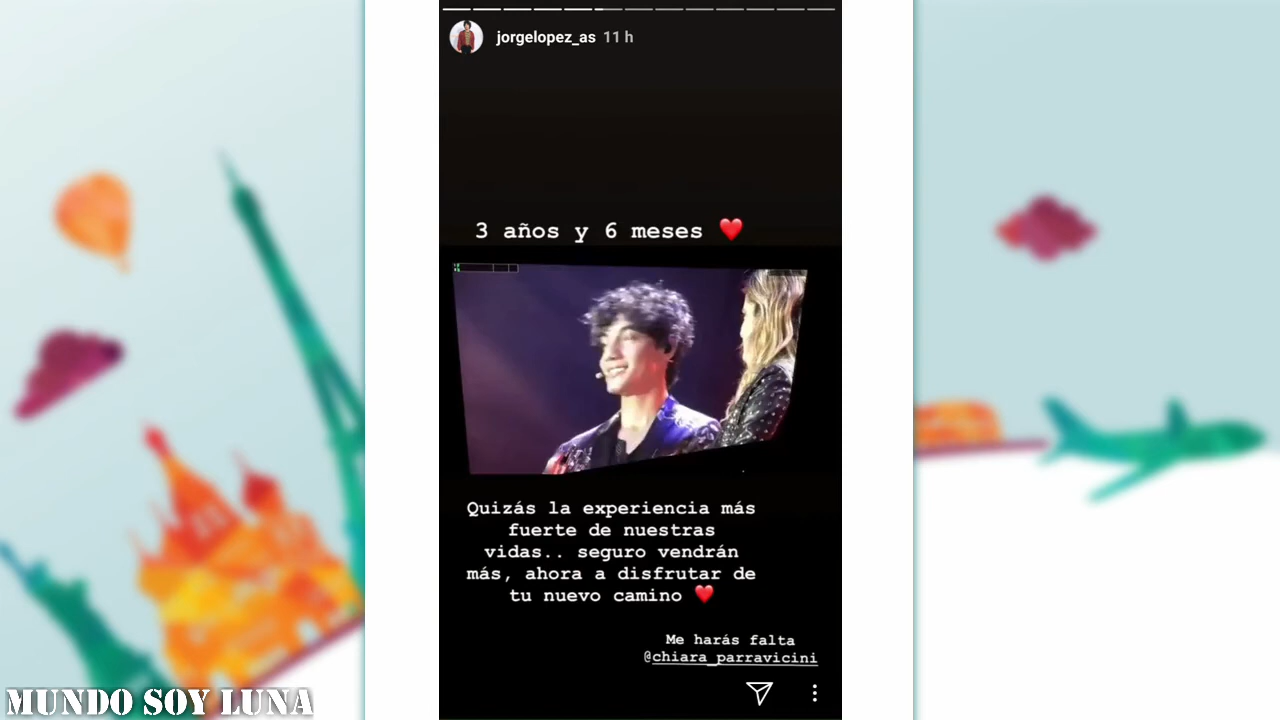 jorgelopez_as 11 h
3 años y 6 meses ❤️
Quizás la experiencia más
fuerte de nuestras
vidas.. seguro vendrán
más, ahora a disfrutar de
tu nuevo camino ❤️
Me harás falta
@chiara_parravicini
MUNDO SOY LUNA